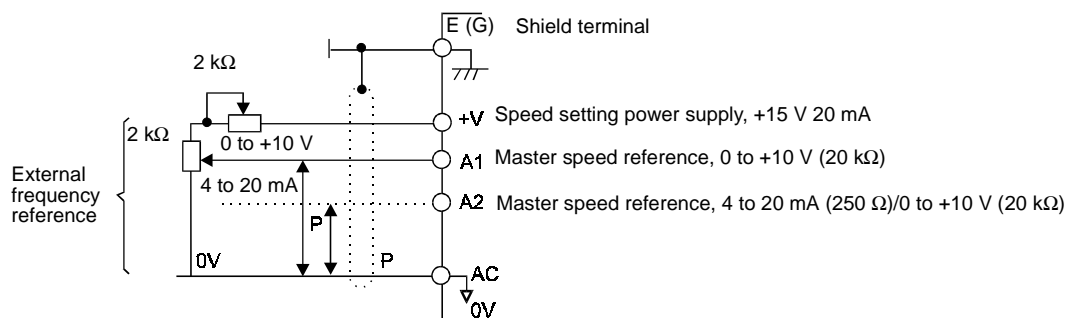 E (G) Shield terminal
2 kΩ
+V Speed setting power supply, +15 V 20 mA
2 kΩ
0 to +10 V
A1 Master speed reference, 0 to +10 V (20 kΩ)
External
frequency
reference
4 to 20 mA
A2 Master speed reference, 4 to 20 mA (250 Ω)/0 to +10 V (20 kΩ)
P
0V
P
AC
0V